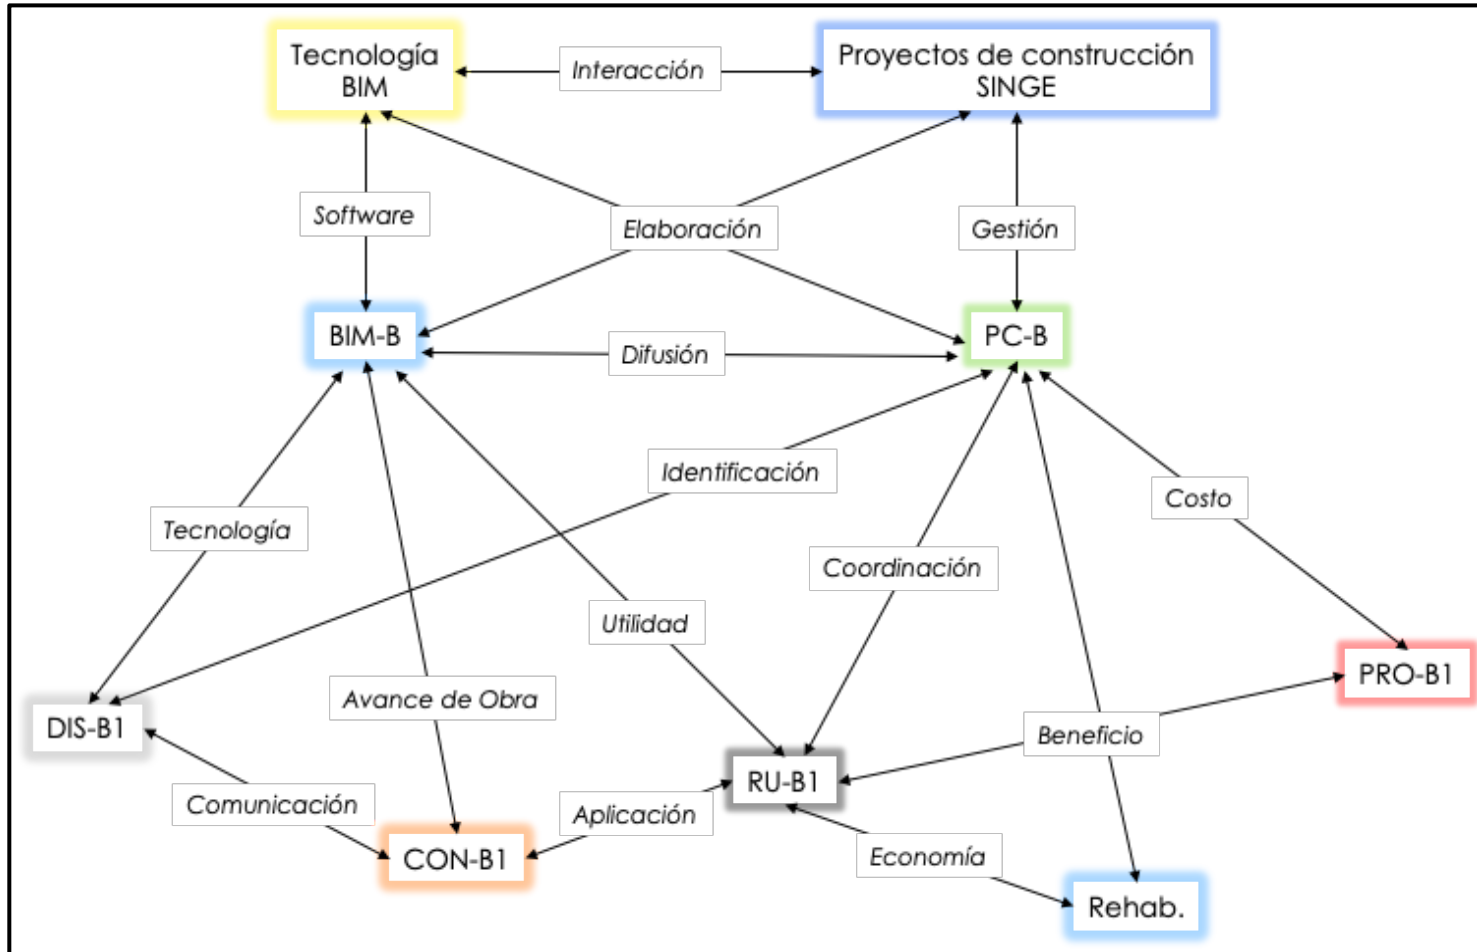 Tecnología
BIM
Interacción
Proyectos de construcción
SINGE
Software
Elaboración
Gestión
BIM-B
Difusión
PC-B
Identificación
Costo
Tecnología
Coordinación
Utilidad
PRO-B1
Avance de Obra
DIS-B1
Beneficio
RU-B1
Comunicación
Aplicación
CON-B1
Economía
Rehab.